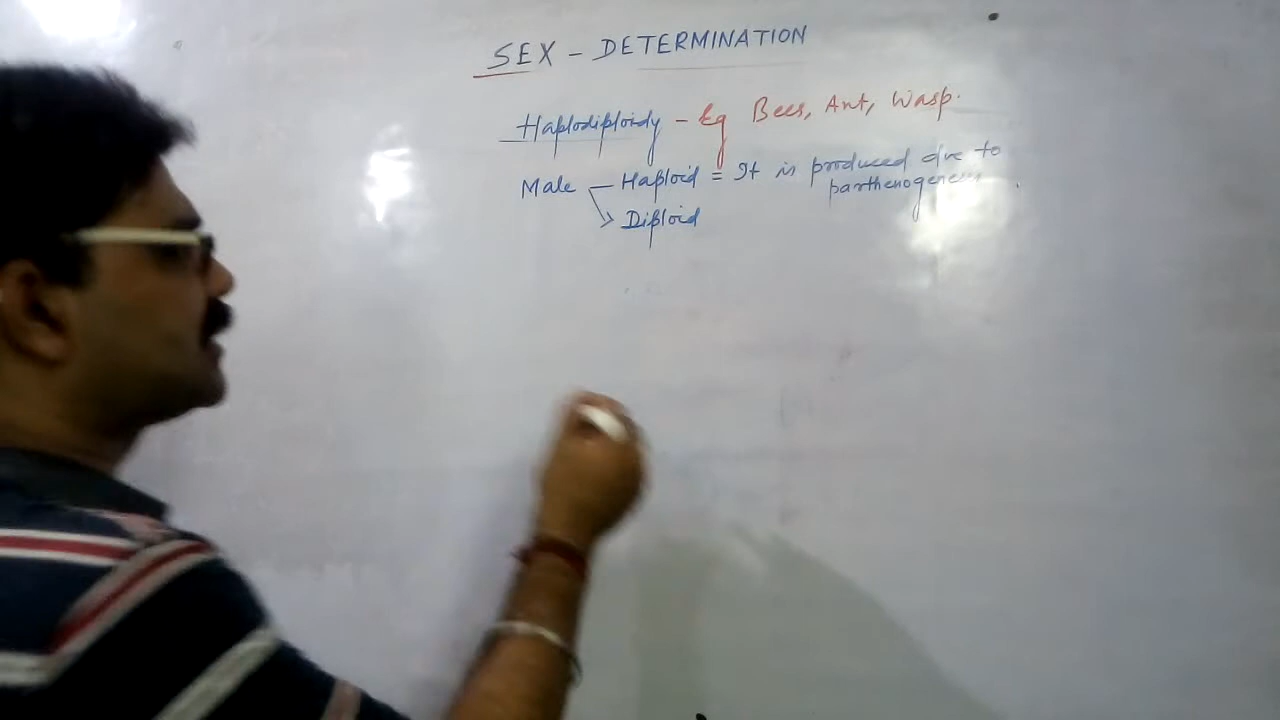 SEX - DETERMINATION
Haplodiploidy - Eg Bees, Ant, Wasp.
Male - Haploid = It is produced due to
parthenogenesis.
Diploid